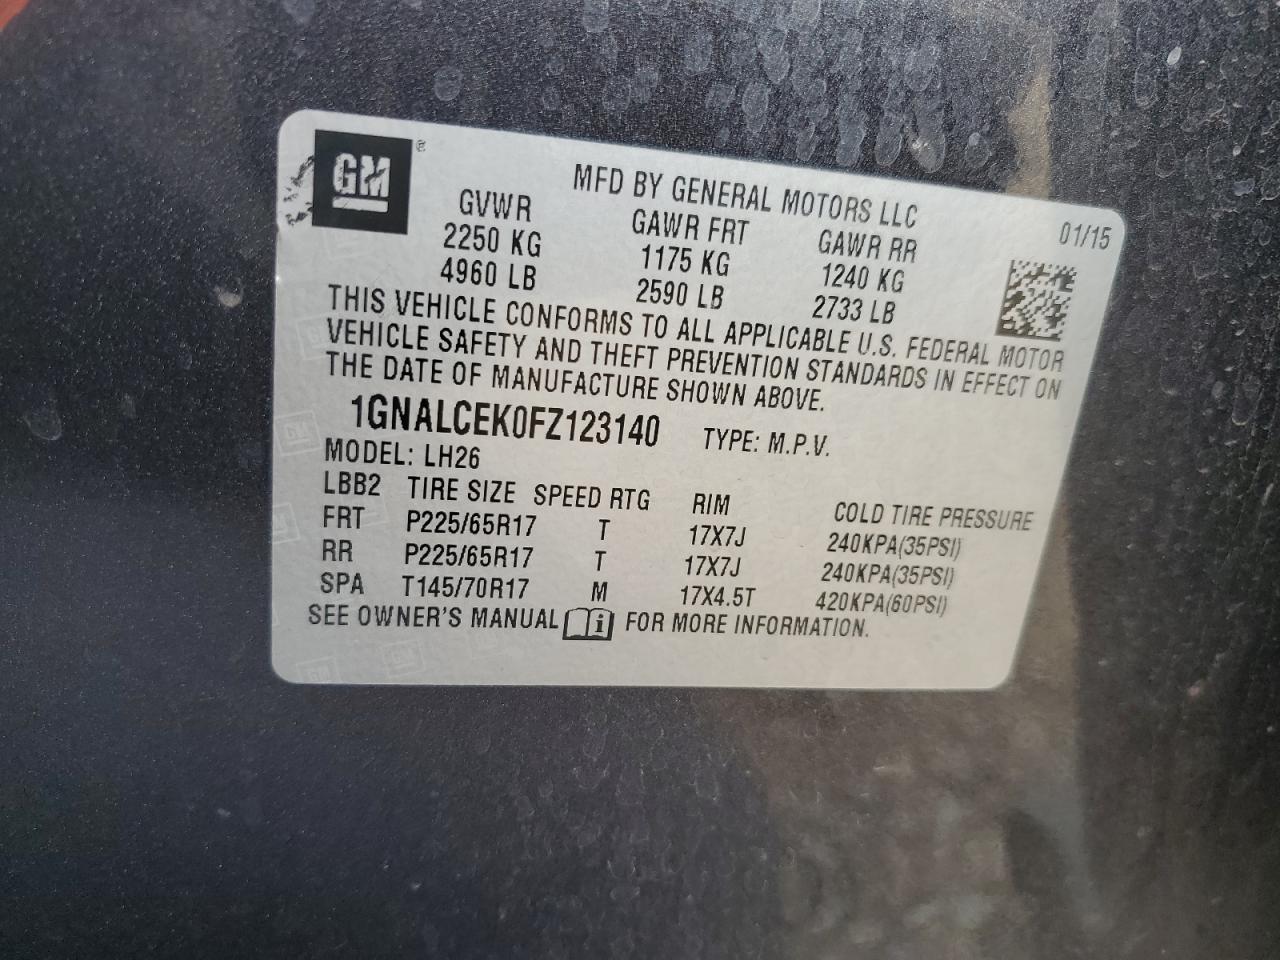 GM ®
MFD BY GENERAL MOTORS LLC
01/15
GVWR GAWR FRT GAWR RR
2250 KG 1175 KG 1240 KG
4960 LB 2590 LB 2733 LB
THIS VEHICLE CONFORMS TO ALL APPLICABLE U.S. FEDERAL MOTOR
VEHICLE SAFETY AND THEFT PREVENTION STANDARDS IN EFFECT ON
THE DATE OF MANUFACTURE SHOWN ABOVE.
1GNALCEK0FZ123140 TYPE: M.P.V.
MODEL: LH26
LBB2 TIRE SIZE SPEED RTG RIM COLD TIRE PRESSURE
FRT P225/65R17 T 17X7J 240KPA(35PSI)
RR P225/65R17 T 17X7J 240KPA(35PSI)
SPA T145/70R17 M 17X4.5T 420KPA(60PSI)
SEE OWNER'S MANUAL i FOR MORE INFORMATION.